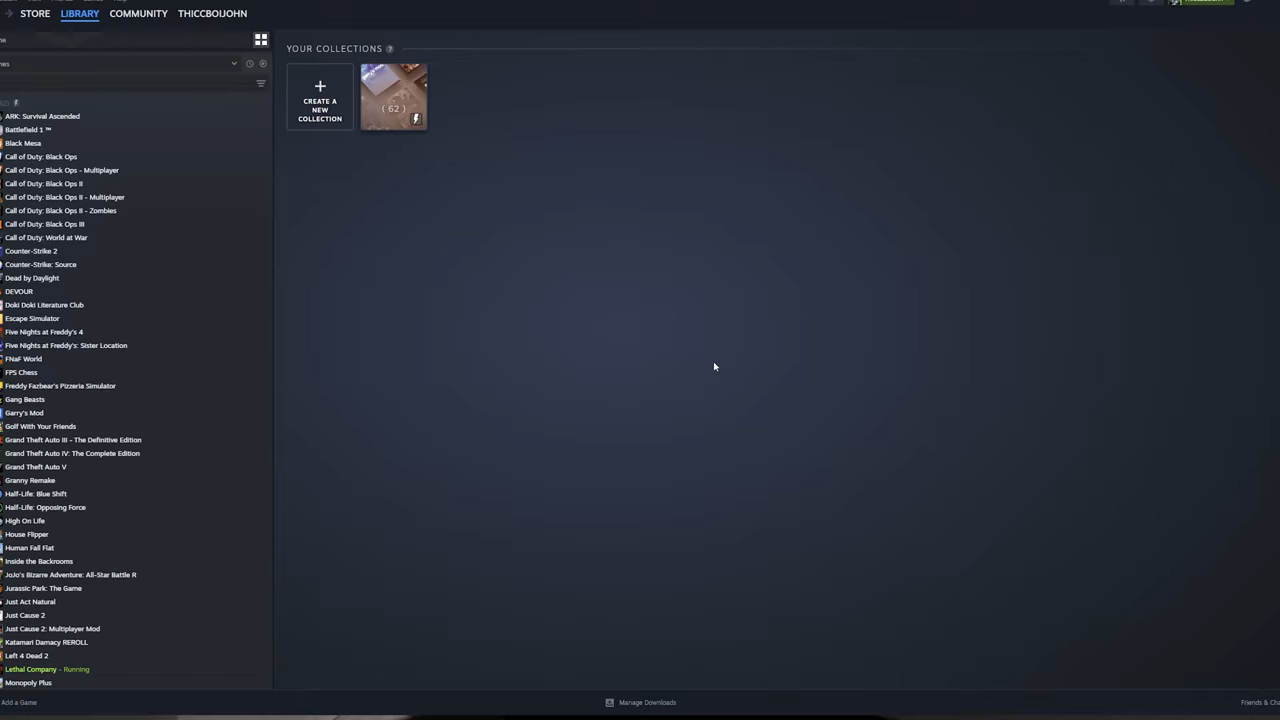 STORE LIBRARY COMMUNITY THICCBOIJOHN
YOUR COLLECTIONS ?
+
CREATE A
NEW
COLLECTION
( 62 )
ARK: Survival Ascended
Battlefield 1 ™
Black Mesa
Call of Duty: Black Ops
Call of Duty: Black Ops - Multiplayer
Call of Duty: Black Ops II
Call of Duty: Black Ops II - Multiplayer
Call of Duty: Black Ops II - Zombies
Call of Duty: Black Ops III
Call of Duty: World at War
Counter-Strike 2
Counter-Strike: Source
Dead by Daylight
DEVOUR
Doki Doki Literature Club
Escape Simulator
Five Nights at Freddy's 4
Five Nights at Freddy's: Sister Location
FNaF World
FPS Chess
Freddy Fazbear's Pizzeria Simulator
Gang Beasts
Garry's Mod
Golf With Your Friends
Grand Theft Auto III - The Definitive Edition
Grand Theft Auto IV: The Complete Edition
Grand Theft Auto V
Granny Remake
Half-Life: Blue Shift
Half-Life: Opposing Force
High On Life
House Flipper
Human Fall Flat
Inside the Backrooms
JoJo's Bizarre Adventure: All-Star Battle R
Jurassic Park: The Game
Just Act Natural
Just Cause 2
Just Cause 2: Multiplayer Mod
Katamari Damacy REROLL
Left 4 Dead 2
Lethal Company - Running
Monopoly Plus
Add a Game
Manage Downloads
Friends & Cha